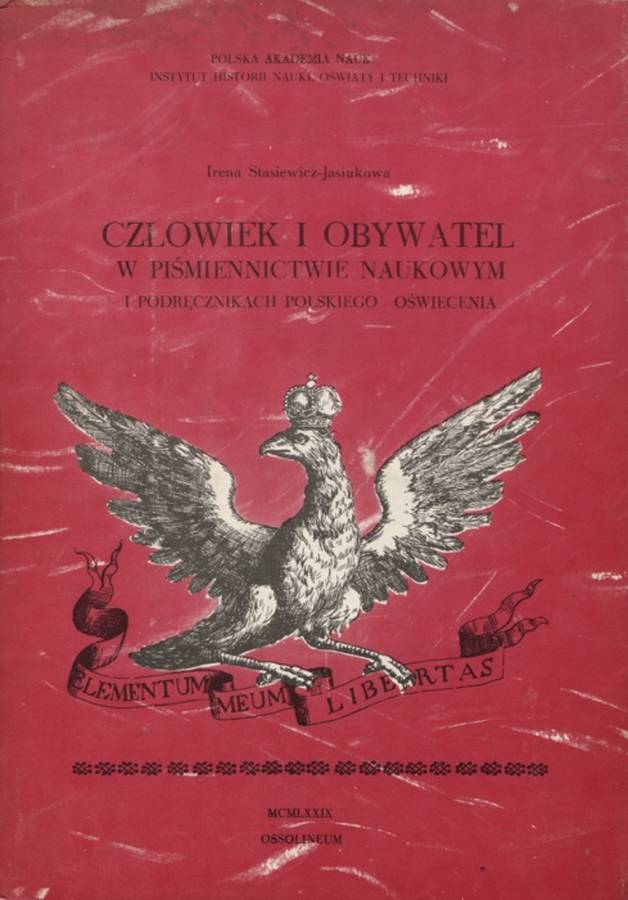 POLSKA AKADEMIA NAUK
INSTYTUT HISTORII NAUKI, OŚWIATY I TECHNIKI
Irena Stasiewicz-Jasiukowa
CZŁOWIEK I OBYWATEL
W PIŚMIENNICTWIE NAUKOWYM
I PODRĘCZNIKACH POLSKIEGO OŚWIECENIA
ELEMENTUM MEUM LIBERTAS
MCMLXXIX
OSSOLINEUM